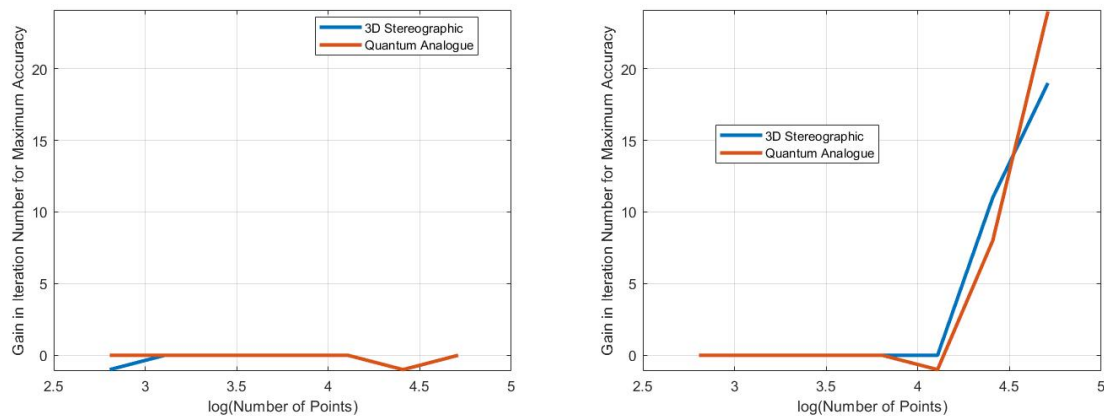 Gain in Iteration Number for Maximum Accuracy
20
15
10
5
0
3D Stereographic
Quantum Analogue
2.5 3 3.5 4 4.5 5
log(Number of Points)
Gain in Iteration Number for Maximum Accuracy
20
15
10
5
0
3D Stereographic
Quantum Analogue
2.5 3 3.5 4 4.5 5
log(Number of Points)